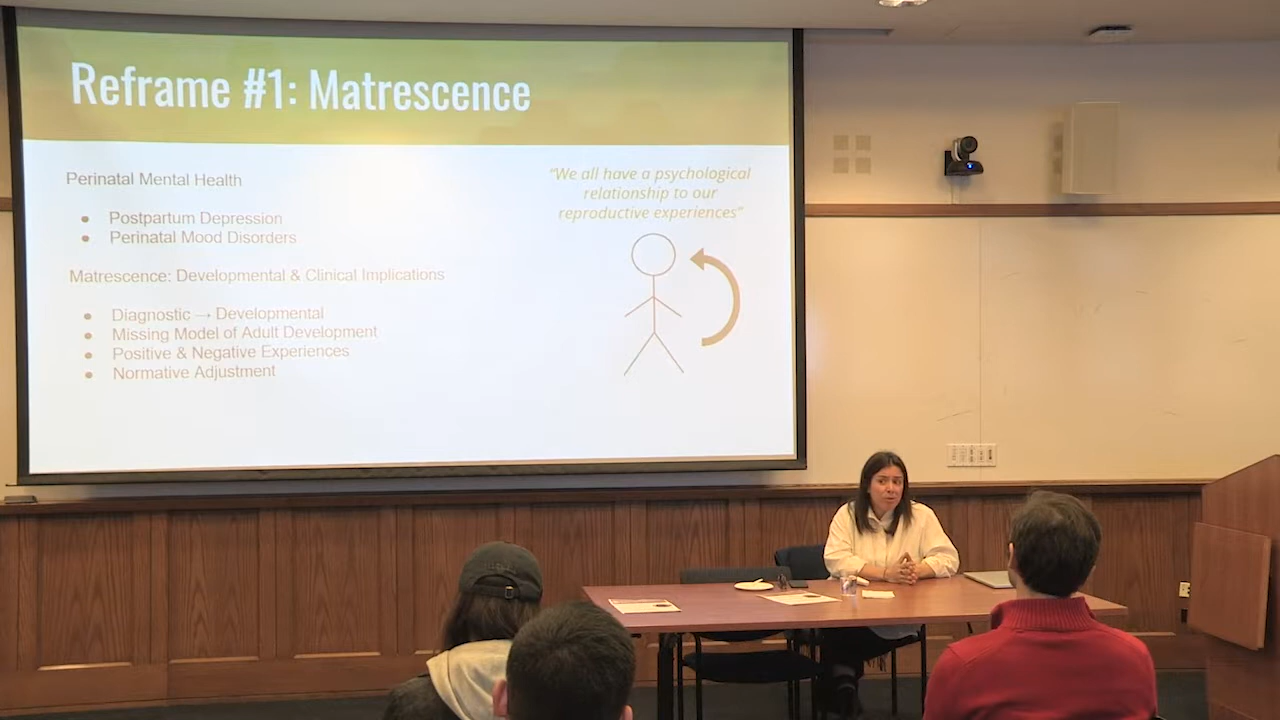 Reframe #1: Matrescence
Perinatal Mental Health
● Postpartum Depression
● Perinatal Mood Disorders
Matrescence: Developmental & Clinical Implications
● Diagnostic → Developmental
● Missing Model of Adult Development
● Positive & Negative Experiences
● Normative Adjustment
“We all have a psychological
relationship to our
reproductive experiences”